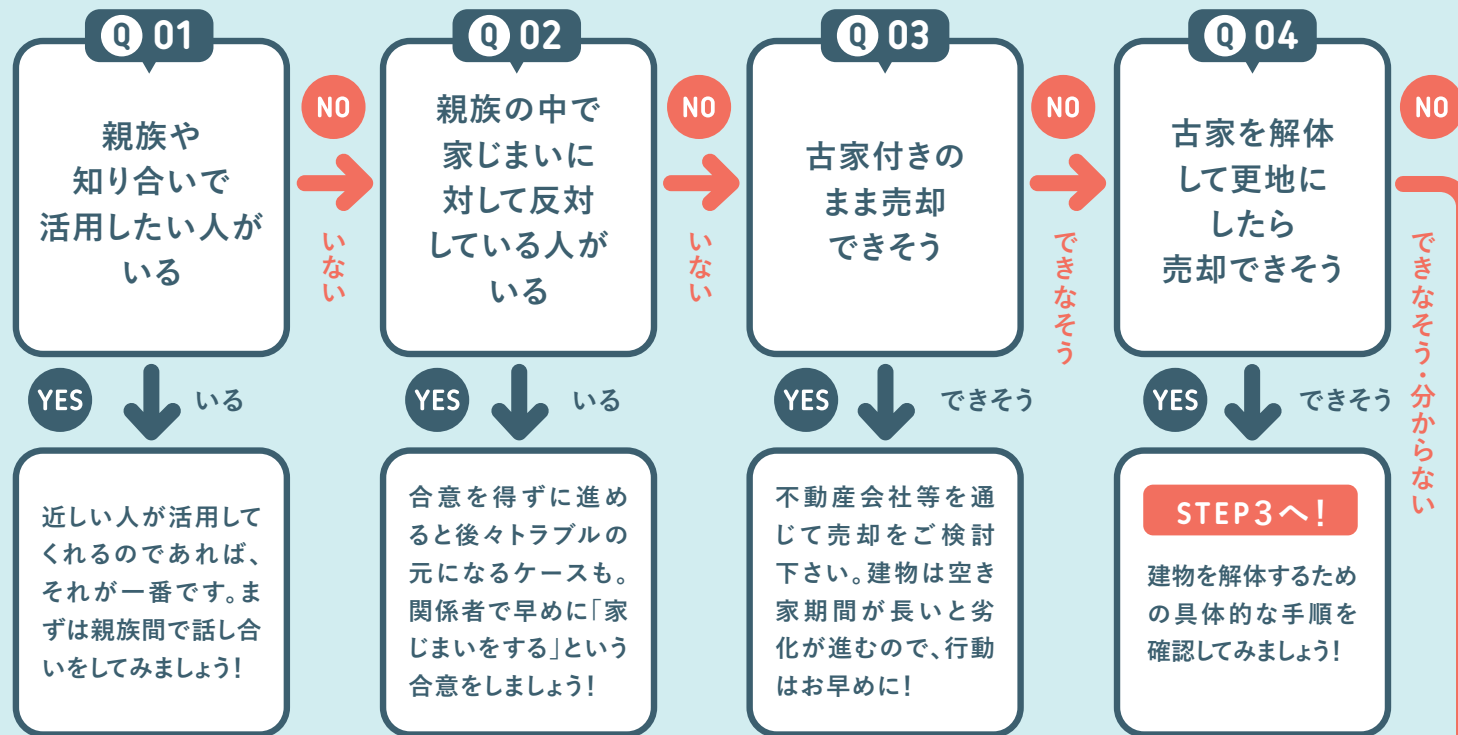 Q 01
親族や
知り合いで
活用したい人が
いる
NO
いない
YES
いる
近しい人が活用して
くれるのであれば、
それが一番です。ま
ずは親族間で話し合
いをしてみましょう!
Q 02
親族の中で
家じまいに
対して反対
している人が
いる
NO
いない
YES
いる
合意を得ずに進め
ると後々トラブルの
元になるケースも。
関係者で早めに「家
じまいをする」という
合意をしましょう!
Q 03
古家付きの
まま売却
できそう
NO
できなそう
YES
できそう
不動産会社等を通
じて売却をご検討
下さい。建物は空き
家期間が長いと劣
化が進むので、行動
はお早めに!
Q 04
古家を解体
して更地に
したら
売却できそう
NO
できなそう・分からない
YES
できそう
STEP3へ!
建物を解体するため
の具体的な手順を
確認してみましょう!